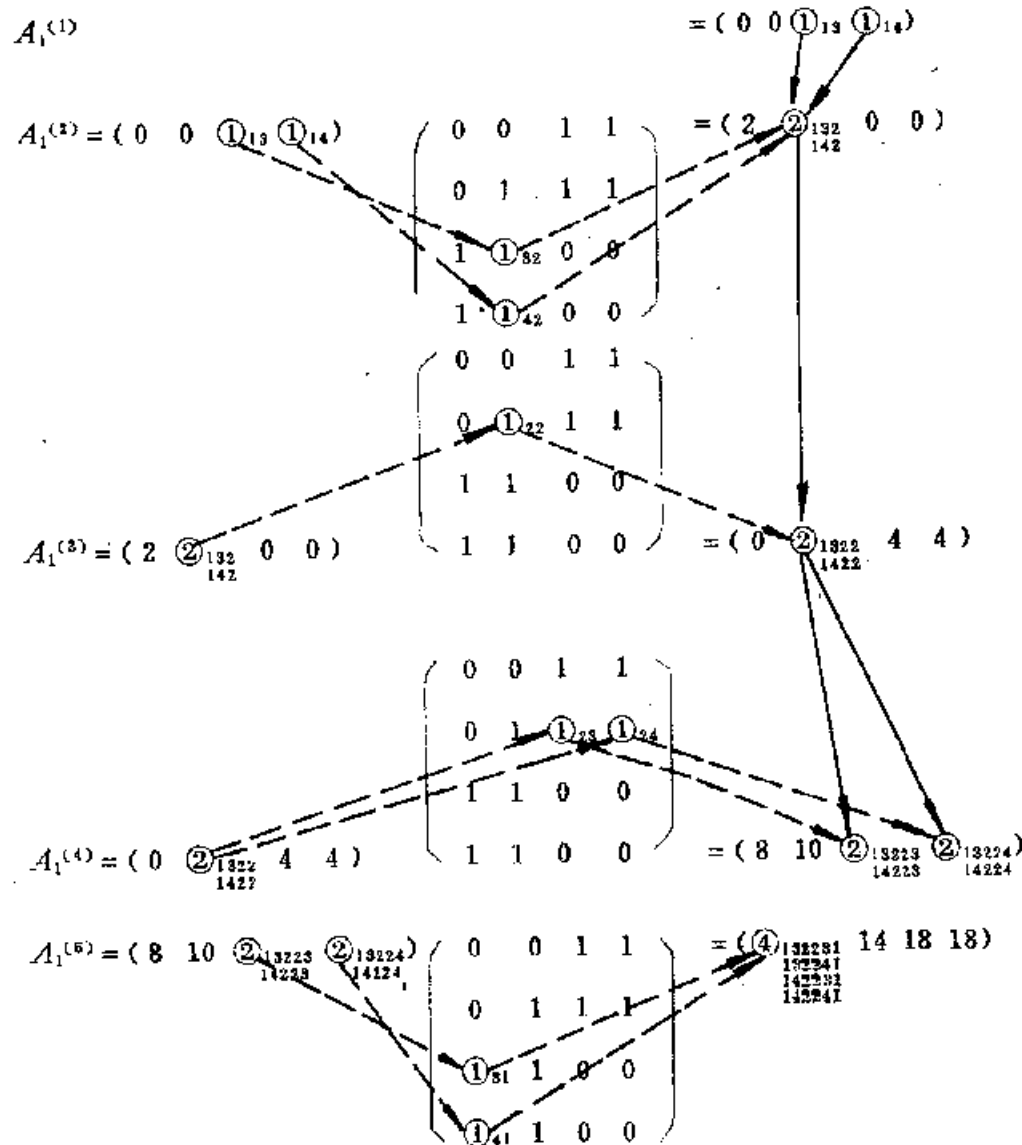 A₁⁽¹⁾ = ( 0 0 ①₁₃ ①₁₄ )
A₁⁽²⁾ = ( 0 0 ①₁₃ ①₁₄ ) = ( 2 ②₁₃₂ 0 0 )
142
0 0 1 1
0 1 1 1
1 ①₃₂ 0 0
1 ①₄₂ 0 0
0 0 1 1
0 ①₂₂ 1 1
1 1 0 0
1 1 0 0
A₁⁽³⁾ = ( 2 ②₁₃₂ 0 0 ) = ( 0 ②₁₃₂₂ 4 4 )
142 1422
0 0 1 1
0 1 ①₂₃ ①₂₄
1 1 0 0
1 1 0 0
A₁⁽⁴⁾ = ( 0 ②₁₃₂₂ 4 4 ) = ( 8 10 ②₁₃₂₂₃ ②₁₃₂₂₄ )
1422 14223 14224
A₁⁽⁵⁾ = ( 8 10 ②₁₃₂₂₃ ②₁₃₂₂₄ ) = ( ④₁₃₂₂₃₁ 14 18 18 )
14223 14124 132241
142231
142241
0 0 1 1
0 1 1 1
①₃₁ 1 0 0
①₄₁ 1 0 0